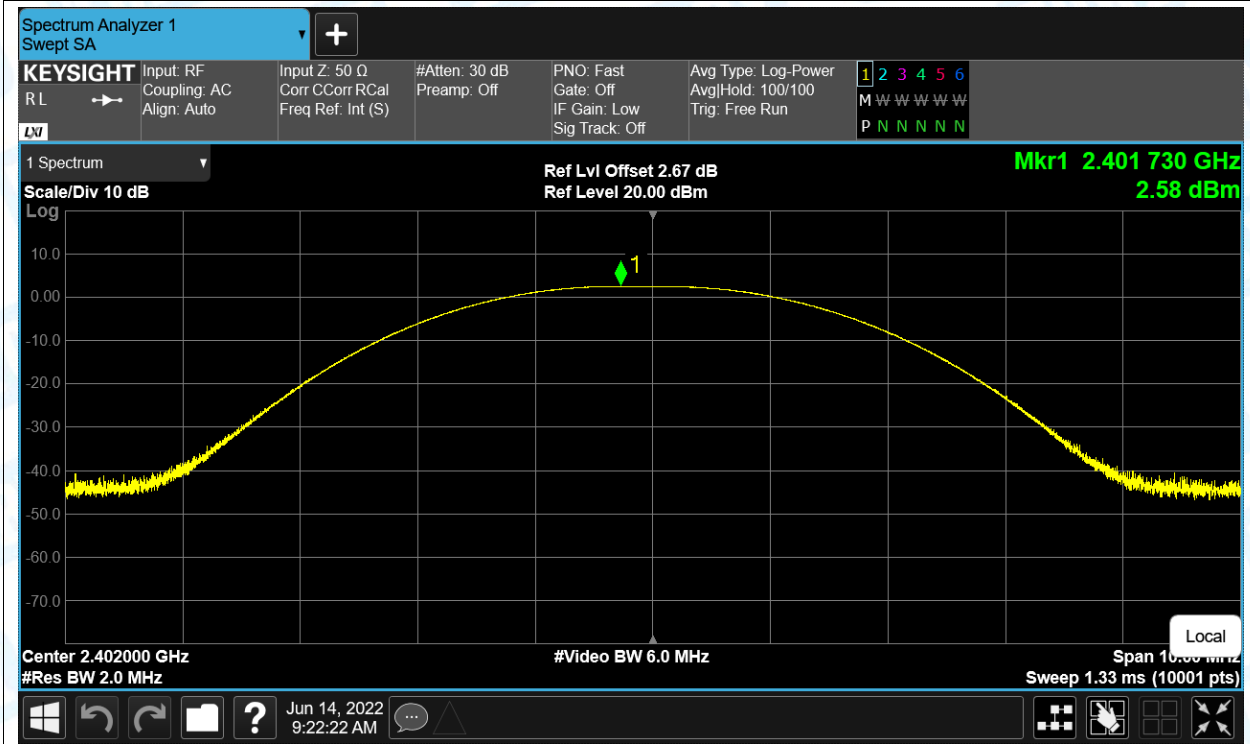 Spectrum Analyzer 1
Swept SA
KEYSIGHT
R L
LXI
Input: RF
Coupling: AC
Align: Auto
Input Z: 50 Ω
Corr CCorr RCal
Freq Ref: Int (S)
#Atten: 30 dB
Preamp: Off
PNO: Fast
Gate: Off
IF Gain: Low
Sig Track: Off
Avg Type: Log-Power
Avg|Hold: 100/100
Trig: Free Run
1 2 3 4 5 6
M W W W W W
P N N N N N
1 Spectrum
Scale/Div 10 dB
Log
Ref Lvl Offset 2.67 dB
Ref Level 20.00 dBm
Mkr1 2.401 730 GHz
2.58 dBm
1
10.0
0.00
-10.0
-20.0
-30.0
-40.0
-50.0
-60.0
-70.0
Local
Center 2.402000 GHz
#Res BW 2.0 MHz
#Video BW 6.0 MHz
Span 10.00 MHz
Sweep 1.33 ms (10001 pts)
?
Jun 14, 2022
9:22:22 AM